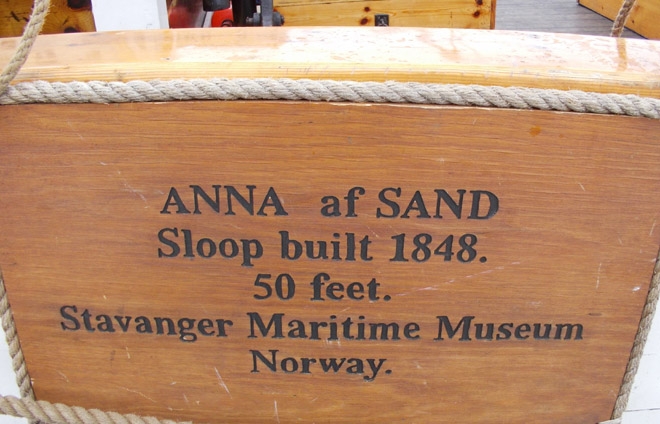 ANNA af SAND
Sloop built 1848.
50 feet.
Stavanger Maritime Museum
Norway.